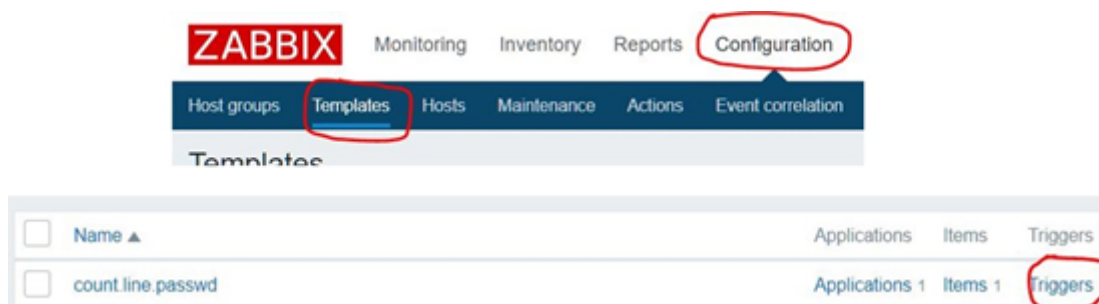 ZABBIX Monitoring Inventory Reports Configuration
Host groups Templates Hosts Maintenance Actions Event correlation
Templates
Name ▲ Applications Items Triggers
count.line.passwd Applications 1 Items 1 Triggers